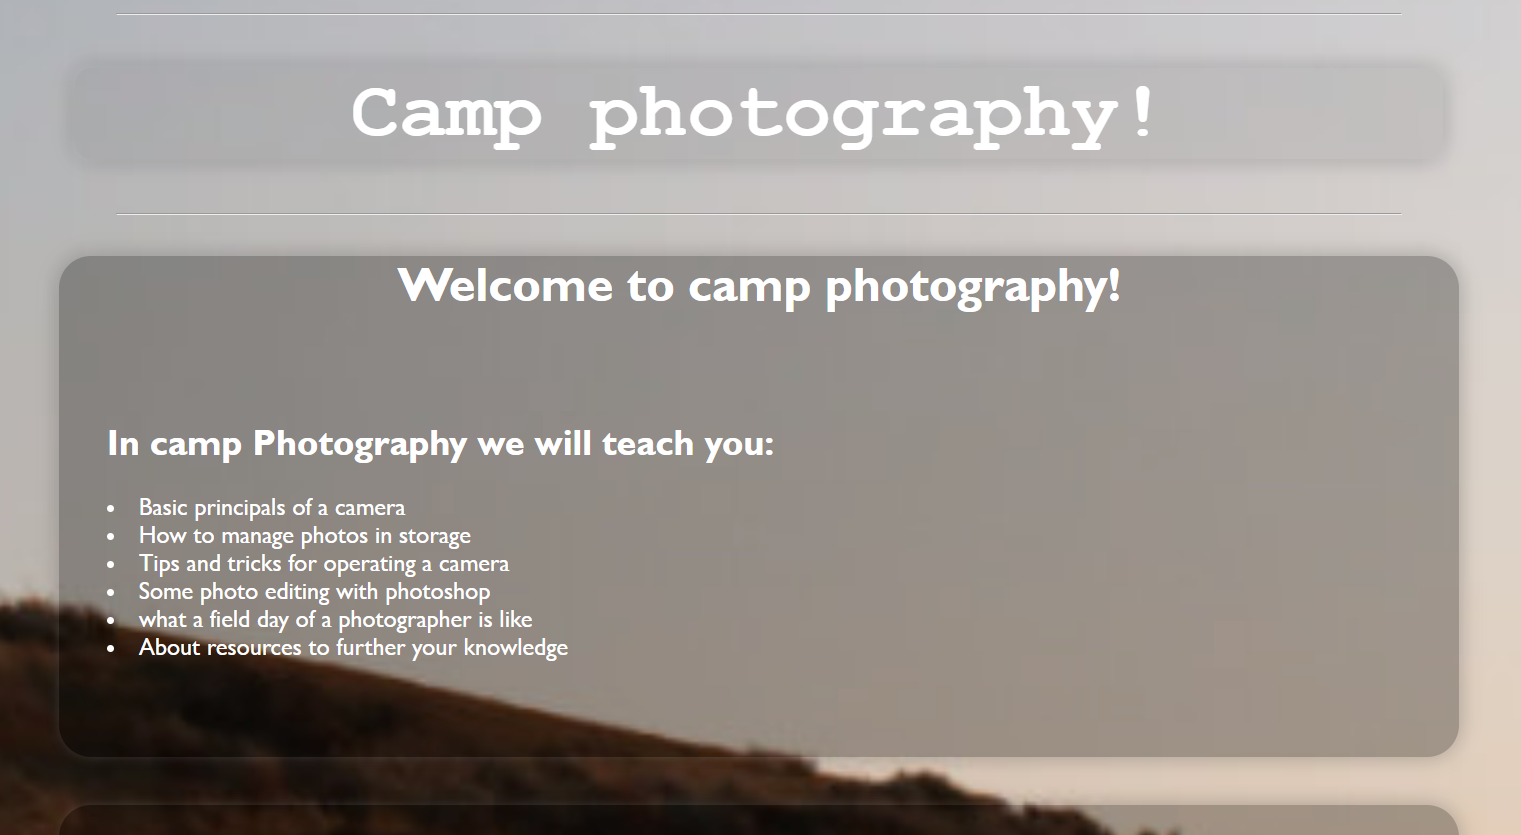 Camp photography!
Welcome to camp photography!
In camp Photography we will teach you:
• Basic principals of a camera
• How to manage photos in storage
• Tips and tricks for operating a camera
• Some photo editing with photoshop
• what a field day of a photographer is like
• About resources to further your knowledge